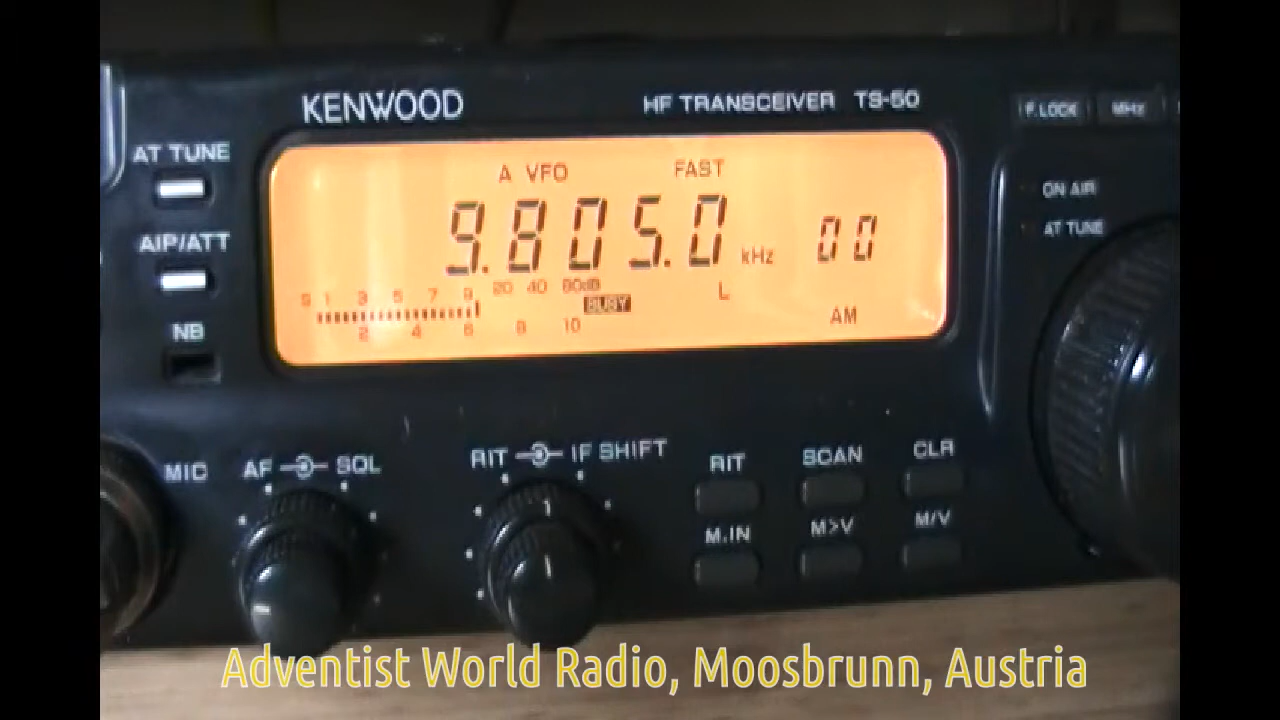 KENWOOD
HF TRANSCEIVER TS-50
F.LOCK
MHz
AT TUNE
A VFO
FAST
ON AIR
9.805.0 kHz
00
AT TUNE
AIP/ATT
S 1 3 5 7 9 20 40 60dB
BUSY
L
2 4 6 8 10
AM
NB
MIC
AF
SQL
RIT
IF SHIFT
RIT
SCAN
CLR
M.IN
M>V
M/V
Adventist World Radio, Moosbrunn, Austria